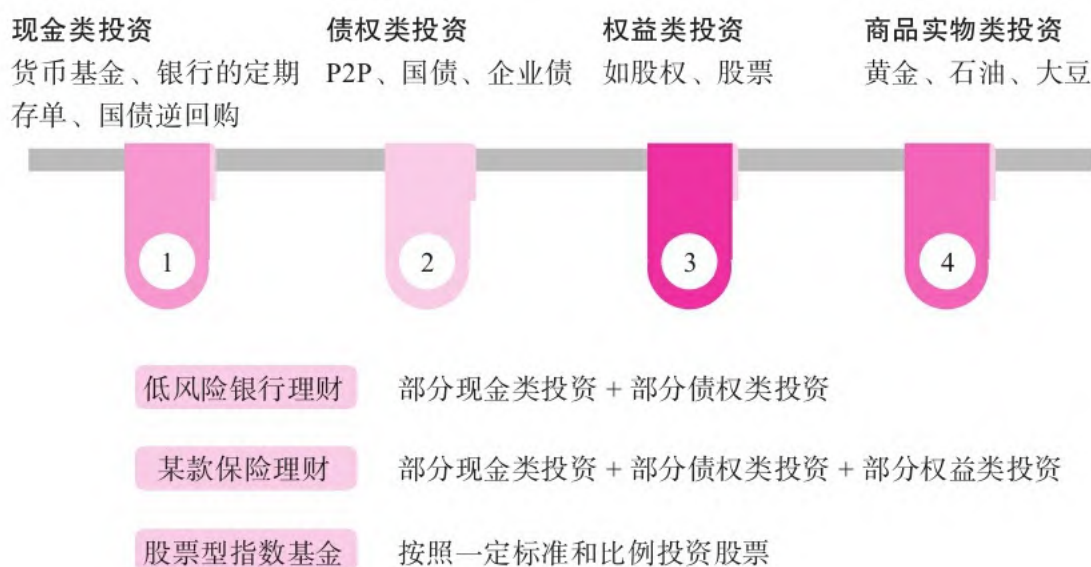 现金类投资
货币基金、银行的定期
存单、国债逆回购
债权类投资
P2P、国债、企业债
权益类投资
如股权、股票
商品实物类投资
黄金、石油、大豆
1
2
3
4
低风险银行理财 部分现金类投资 + 部分债权类投资
某款保险理财 部分现金类投资 + 部分债权类投资 + 部分权益类投资
股票型指数基金 按照一定标准和比例投资股票